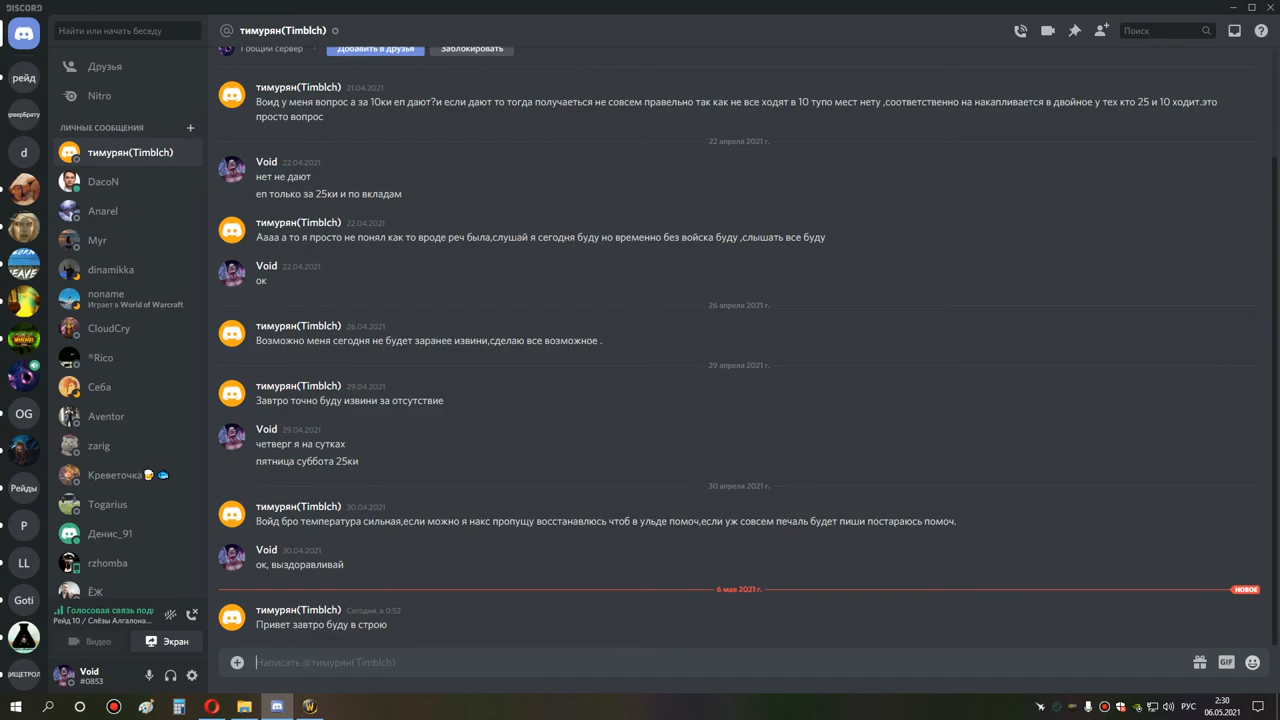 DISCORD
Найти или начать беседу
тимурян(Timblch)
Поиск
1 общий сервер
Добавить в друзья
Заблокировать
рейд
Друзья
Nitro
ЛИЧНЫЕ СООБЩЕНИЯ
d
тимурян(Timblch)
DacoN
Anarel
Myr
dinamikka
noname
Играет в World of Warcraft
CloudCry
®Rico
Себа
Aventor
OG
zarig
Креветочка🍺🐟
Рейды
Togarius
P
Денис_91
LL
rzhomba
Goti
ЁЖ
Голосовая связь под
Рейд 10 / Слёзы Алгалона...
Видео
Экран
Void
#0853
тимурян(Timblch) 21.04.2021
Воид у меня вопрос а за 10ки еп дают?и если дают то тогда получаеться не совсем правильно так как не все ходят в 10 тупо мест нету ,соответственно на накапливается в двойное у тех кто 25 и 10 ходит.это
просто вопрос
22 апреля 2021 г.
Void 22.04.2021
нет не дают
еп только за 25ки и по вкладам
тимурян(Timblch) 22.04.2021
Аааа а то я просто не понял как то вроде реч была,слушай я сегодня буду но временно без войска буду ,слышать все буду
Void 22.04.2021
ок
26 апреля 2021 г.
тимурян(Timblch) 26.04.2021
Возможно меня сегодня не будет заранее извини,сделаю все возможное .
29 апреля 2021 г.
тимурян(Timblch) 29.04.2021
Завтро точно буду извини за отсутствие
Void 29.04.2021
четверг я на сутках
пятница суббота 25ки
30 апреля 2021 г.
тимурян(Timblch) 30.04.2021
Войд бро температура сильная,если можно я накс пропущу восстанавлюсь чтоб в ульде помоч,если уж совсем печаль будет пиши постараюсь помоч.
Void 30.04.2021
ок, выздоравливай
6 мая 2021 г.
НОВОЕ
тимурян(Timblch) Сегодня, в 0:52
Привет завтро буду в строю
Написать @тимурян(Timblch)
GIF
РУС
2:30
06.05.2021